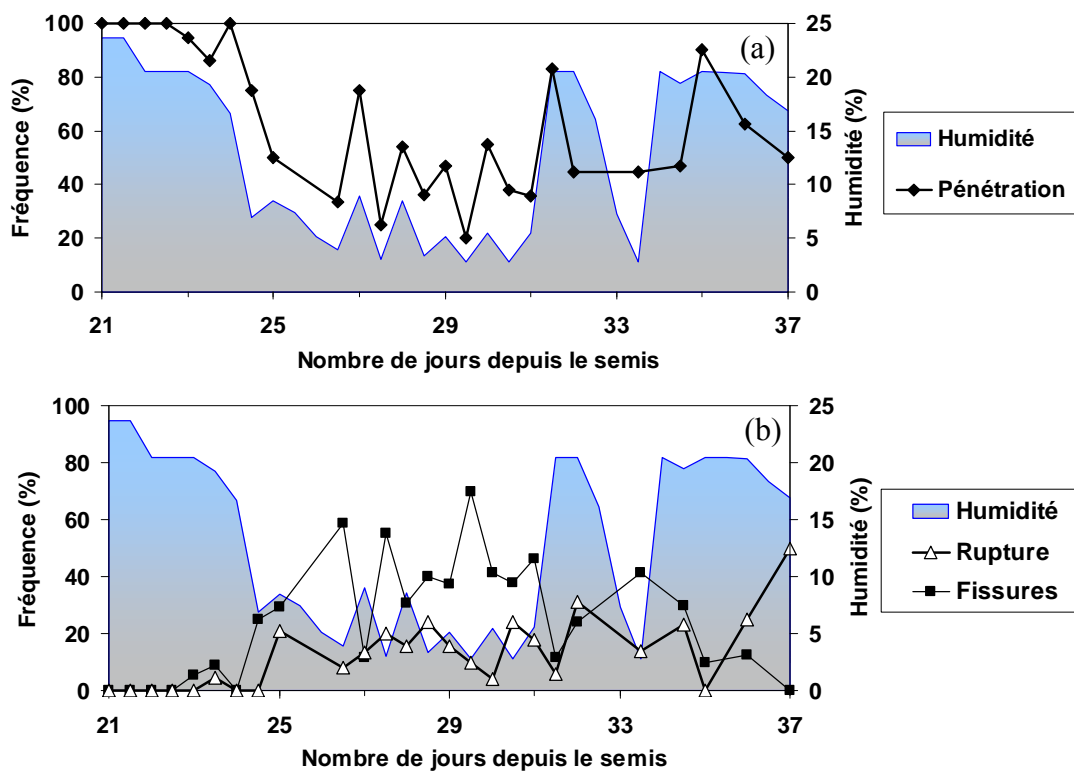 (a)
Fréquence (%)
100
80
60
40
20
0
Humidité (%)
25
20
15
10
5
0
21 25 29 33 37
Nombre de jours depuis le semis
Humidité
Pénétration
(b)
Fréquence (%)
100
80
60
40
20
0
Humidité (%)
25
20
15
10
5
0
21 25 29 33 37
Nombre de jours depuis le semis
Humidité
Rupture
Fissures